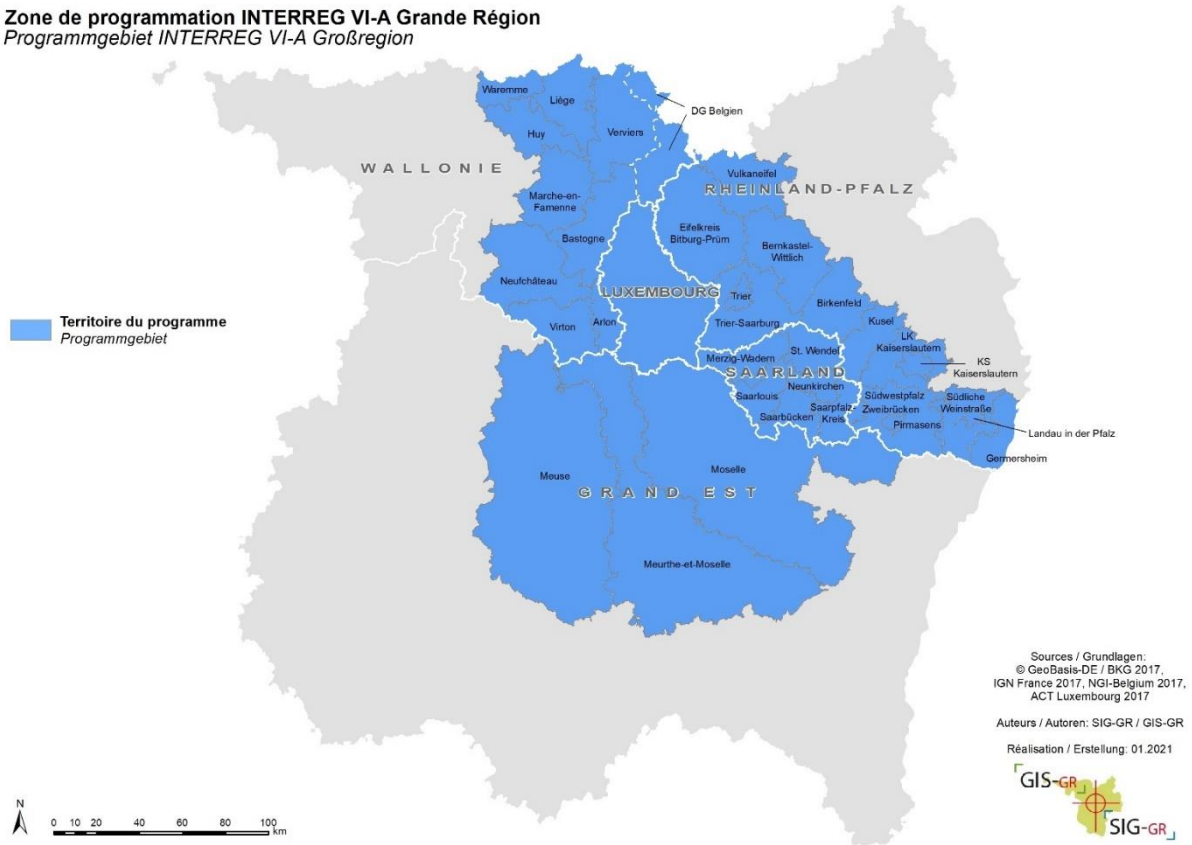 Zone de programmation INTERREG VI-A Grande Région
Programmgebiet INTERREG VI-A Großregion
Waremme
Liège
DG Belgien
Huy
Verviers
WALLONIE
Vulkaneifel
RHEINLAND-PFALZ
Marche-en-
Famenne
Eifelkreis
Bitburg-Prüm
Bastogne
Bernkastel-
Wittlich
Neufchâteau
LUXEMBOURG
Trier
Birkenfeld
Territoire du programme
Programmgebiet
Virton
Arlon
Trier-Saarburg
Kusel
LK
Kaiserslautern
KS
Kaiserslautern
Merzig-Wadern
St. Wendel
SAARLAND
Neunkirchen
Saarlouis
Saarpfalz-
Kreis
Saarbücken
Südwestpfalz
Zweibrücken
Pirmasens
Südliche
Weinstraße
Landau in der Pfalz
Germersheim
Meuse
Moselle
GRAND EST
Meurthe-et-Moselle
Sources / Grundlagen:
© GeoBasis-DE / BKG 2017,
IGN France 2017, NGI-Belgium 2017,
ACT Luxembourg 2017
Auteurs / Autoren: SIG-GR / GIS-GR
Réalisation / Erstellung: 01.2021
GIS-GR
SIG-GR
N
0 10 20 40 60 80 100
km